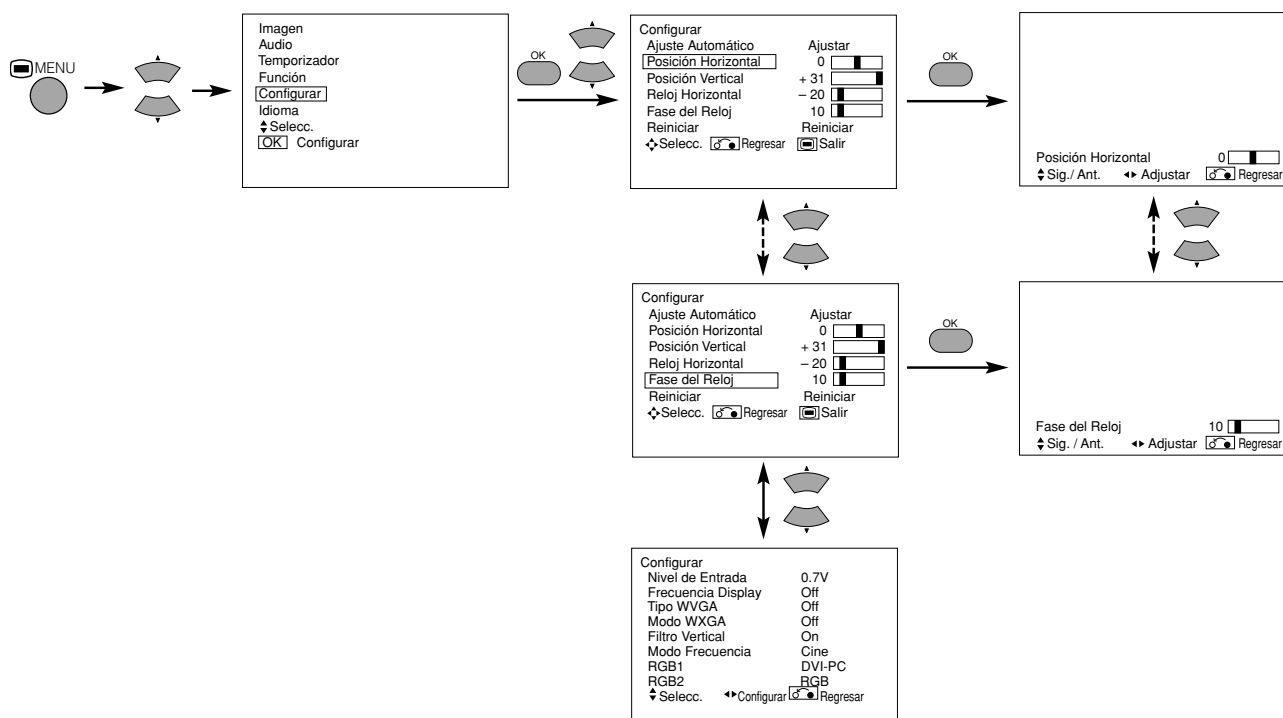 MENU
Imagen
Audio
Temporizador
Función
Configurar
Idioma
Selecc.
OK Configurar
OK
Configurar
Ajuste Automático Ajustar
Posición Horizontal 0
Posición Vertical + 31
Reloj Horizontal – 20
Fase del Reloj 10
Reiniciar Reiniciar
Selecc. Regresar Salir
OK
Posición Horizontal 0
Sig./ Ant. Adjustar Regresar
Configurar
Ajuste Automático Ajustar
Posición Horizontal 0
Posición Vertical + 31
Reloj Horizontal – 20
Fase del Reloj 10
Reiniciar Reiniciar
Selecc. Regresar Salir
OK
Fase del Reloj 10
Sig. / Ant. Adjustar Regresar
Configurar
Nivel de Entrada 0.7V
Frecuencia Display Off
Tipo WVGA Off
Modo WXGA Off
Filtro Vertical On
Modo Frecuencia Cine
RGB1 DVI-PC
RGB2 RGB
Selecc. Configurar Regresar